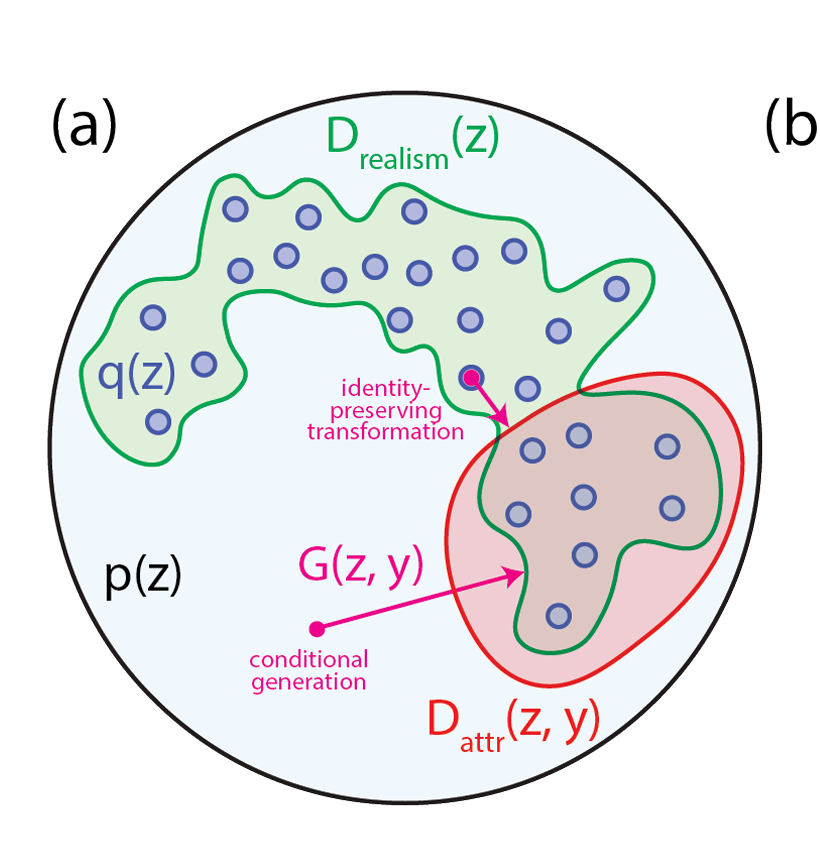 (a)
(b
D_realism(z)
q(z)
identity-
preserving
transformation
p(z)
G(z, y)
conditional
generation
D_attr(z, y)